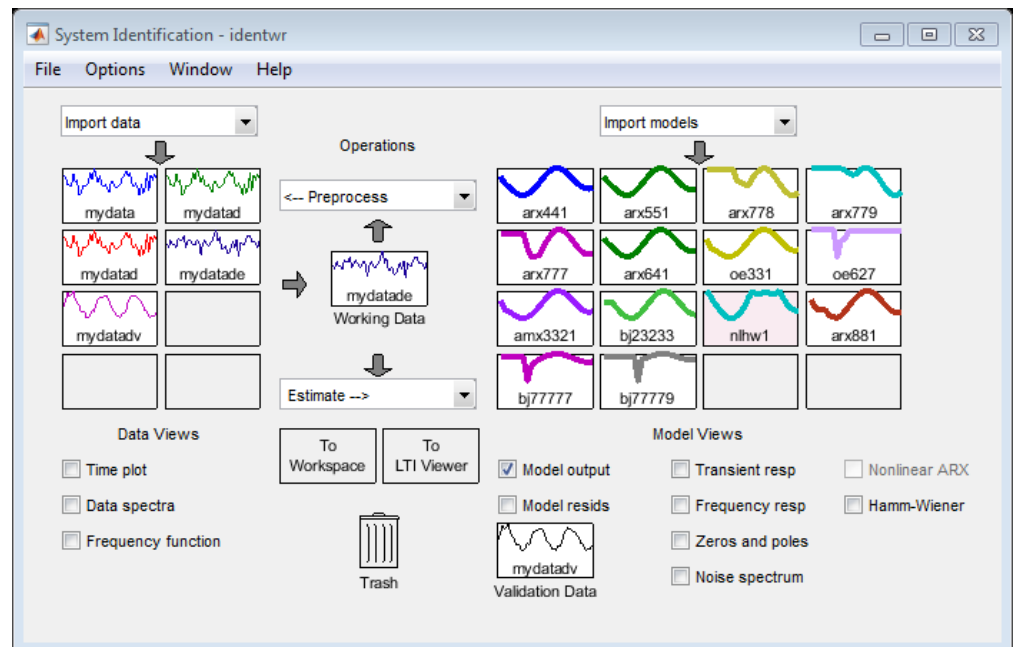 System Identification - identwr
File Options Window Help
Import data
Import models
Operations
<-- Preprocess
mydata mydatad
arx441 arx551 arx778 arx779
mydatad mydatade
mydatade
arx777 arx641 oe331 oe627
Working Data
mydatadv
amx3321 bj23233 nlhw1 arx881
Estimate -->
bj77777 bj77779
Data Views
To Workspace
To LTI Viewer
Model Views
Time plot
Model output
Transient resp
Nonlinear ARX
Data spectra
Model resids
Frequency resp
Hamm-Wiener
Frequency function
Zeros and poles
mydatadv
Trash
Validation Data
Noise spectrum